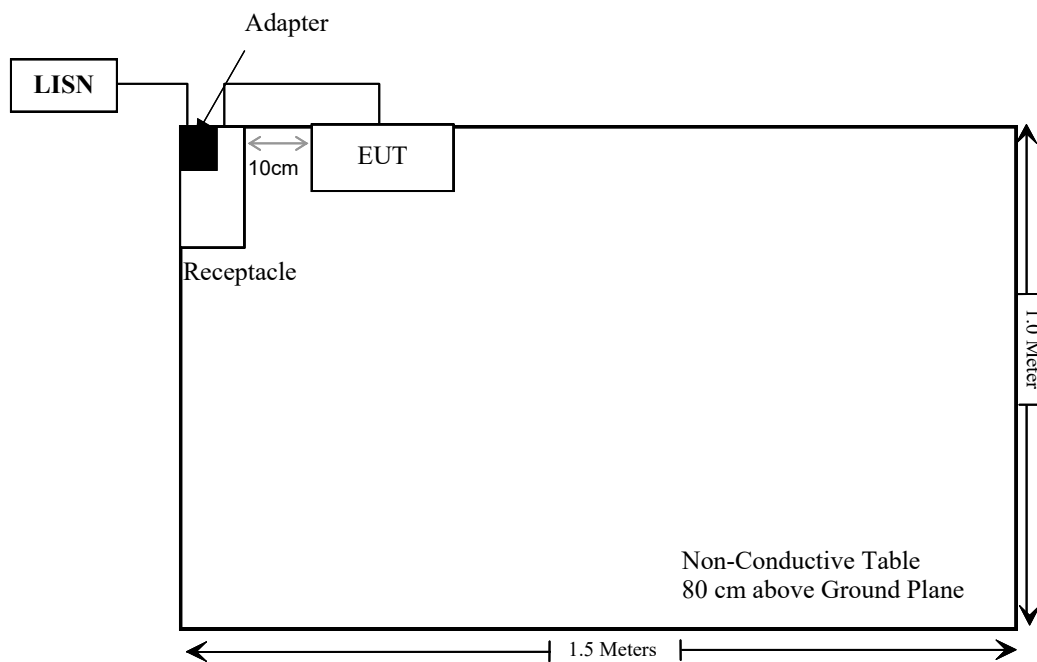 Adapter
LISN
EUT
10cm
Receptacle
1.0 Meter
Non-Conductive Table
80 cm above Ground Plane
1.5 Meters